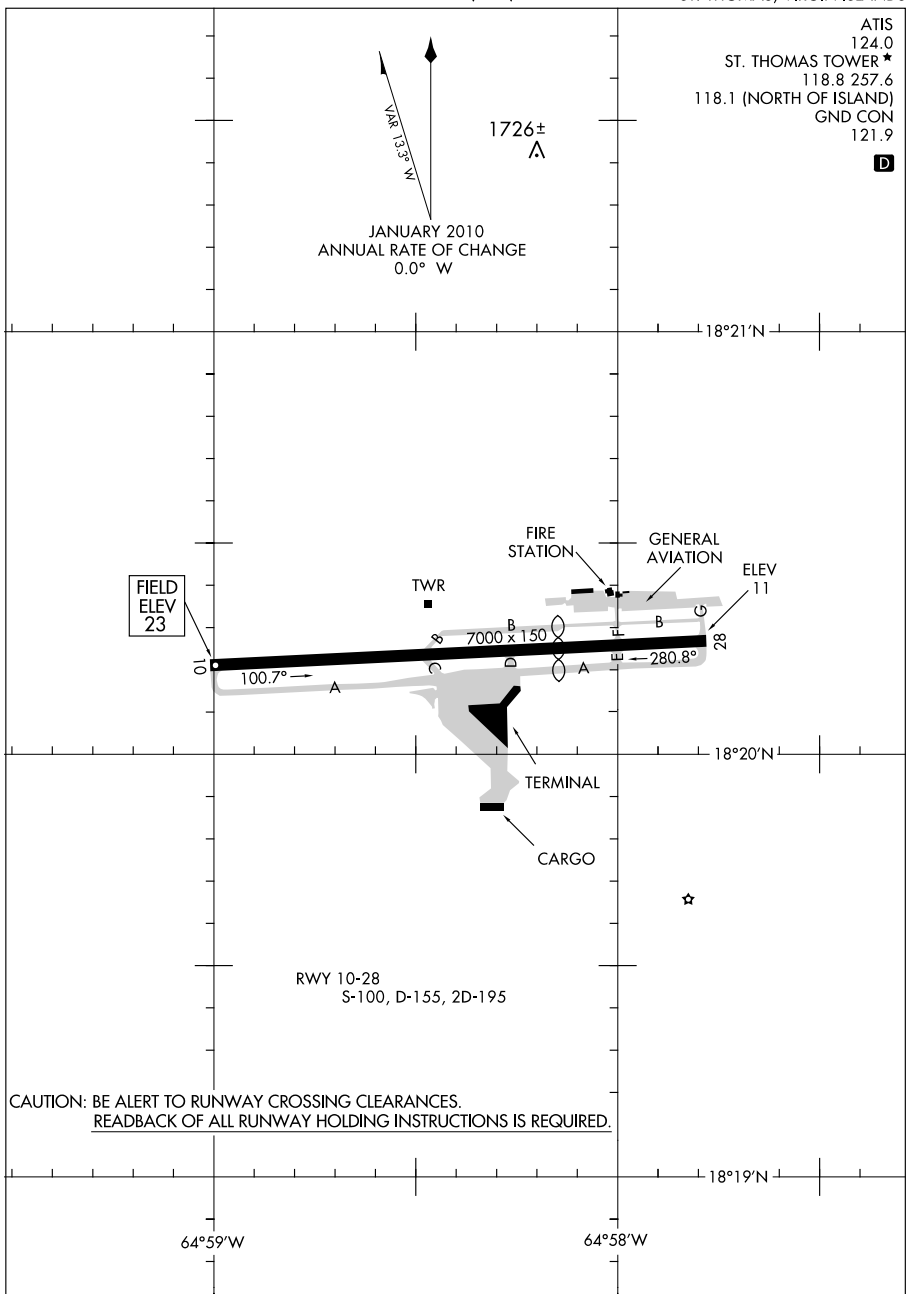 ATIS
124.0
ST. THOMAS TOWER
118.8 257.6
118.1 (NORTH OF ISLAND)
GND CON
121.9
D
VAR 13.3° W
1726±
JANUARY 2010
ANNUAL RATE OF CHANGE
0.0° W
18°21'N
FIRE
STATION
GENERAL
AVIATION
ELEV
11
FIELD
ELEV
23
TWR
G
B
B
B
7000 x 150
F
28
10
100.7°
A
C
D
A
E
280.8°
18°20'N
TERMINAL
CARGO
RWY 10-28
S-100, D-155, 2D-195
CAUTION: BE ALERT TO RUNWAY CROSSING CLEARANCES.
READBACK OF ALL RUNWAY HOLDING INSTRUCTIONS IS REQUIRED.
18°19'N
64°59'W
64°58'W